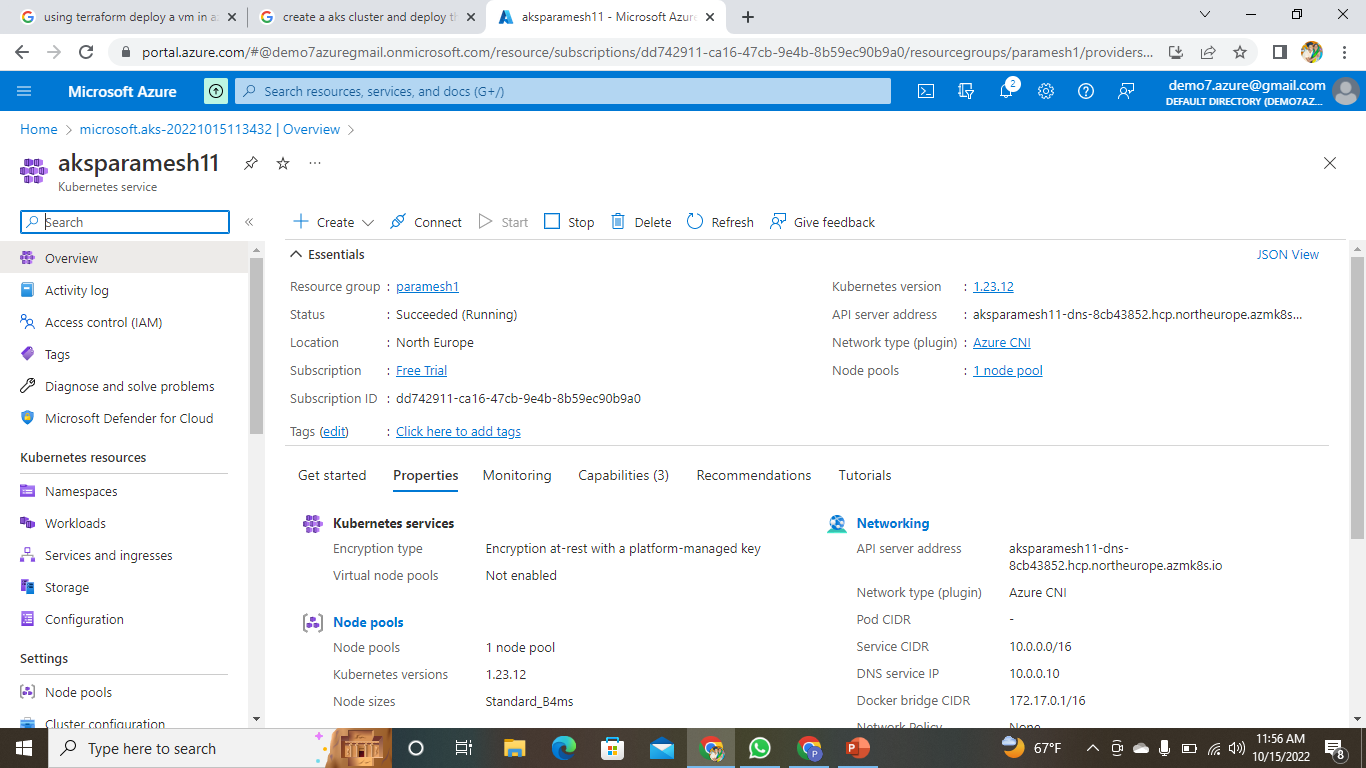 using terraform deploy a vm in a
create a aks cluster and deploy th
aksparamesh11 - Microsoft Azure
portal.azure.com/#@demo7azuregmail.onmicrosoft.com/resource/subscriptions/dd742911-ca16-47cb-9e4b-8b59ec90b9a0/resourcegroups/paramesh1/providers...
Microsoft Azure
Search resources, services, and docs (G+/)
2
demo7.azure@gmail.com
DEFAULT DIRECTORY (DEMO7AZ...
Home > microsoft.aks-20221015113432 | Overview >
aksparamesh11
Kubernetes service
Search
Create Connect Start Stop Delete Refresh Give feedback
Overview
Activity log
Access control (IAM)
Tags
Diagnose and solve problems
Microsoft Defender for Cloud
Kubernetes resources
Namespaces
Workloads
Services and ingresses
Storage
Configuration
Settings
Node pools
Cluster configuration
Essentials
JSON View
Resource group : paramesh1
Status : Succeeded (Running)
Location : North Europe
Subscription : Free Trial
Subscription ID : dd742911-ca16-47cb-9e4b-8b59ec90b9a0
Tags (edit) : Click here to add tags
Kubernetes version : 1.23.12
API server address : aksparamesh11-dns-8cb43852.hcp.northeurope.azmk8s...
Network type (plugin) : Azure CNI
Node pools : 1 node pool
Get started Properties Monitoring Capabilities (3) Recommendations Tutorials
Kubernetes services
Encryption type Encryption at-rest with a platform-managed key
Virtual node pools Not enabled
Node pools
Node pools 1 node pool
Kubernetes versions 1.23.12
Node sizes Standard_B4ms
Networking
API server address aksparamesh11-dns-
8cb43852.hcp.northeurope.azmk8s.io
Network type (plugin) Azure CNI
Pod CIDR -
Service CIDR 10.0.0.0/16
DNS service IP 10.0.0.10
Docker bridge CIDR 172.17.0.1/16
Network Policy None
Type here to search
67°F
11:56 AM
10/15/2022
8